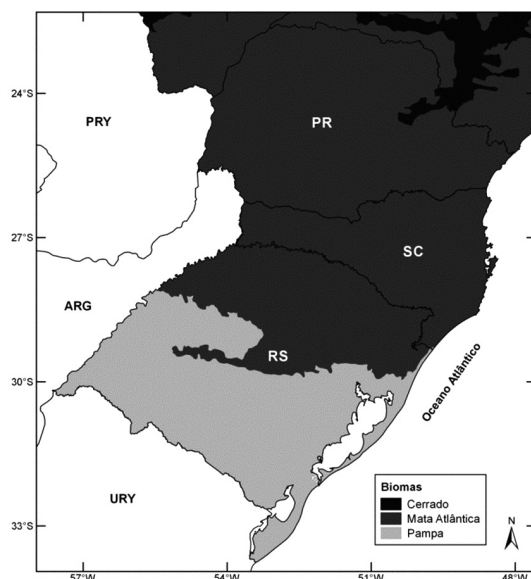 24°S
PRY
PR
27°S
SC
ARG
RS
30°S
Oceano Atlântico
URY
Biomas
Cerrado
Mata Atlântica
Pampa
N
33°S
57°W
54°W
51°W
48°W